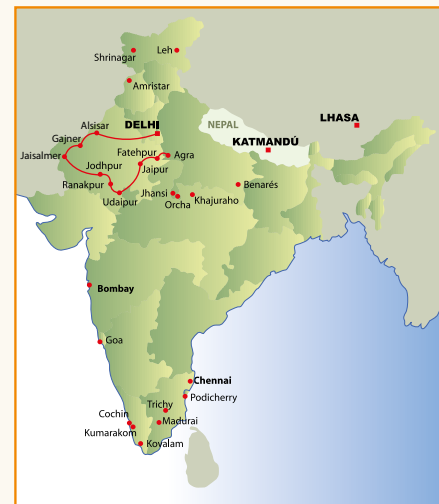 Shrinagar
Leh
Amristar
LHASA
Alsisar
DELHI
NEPAL
KATMANDÚ
Gajner
Fatehpur
Agra
Jaisalmer
Jodhpur
Jaipur
Ranakpur
Benarés
Jhansi
Khajuraho
Udaipur
Orcha
Bombay
Goa
Chennai
Podicherry
Trichy
Cochin
Madurai
Kumarakom
Kovalam